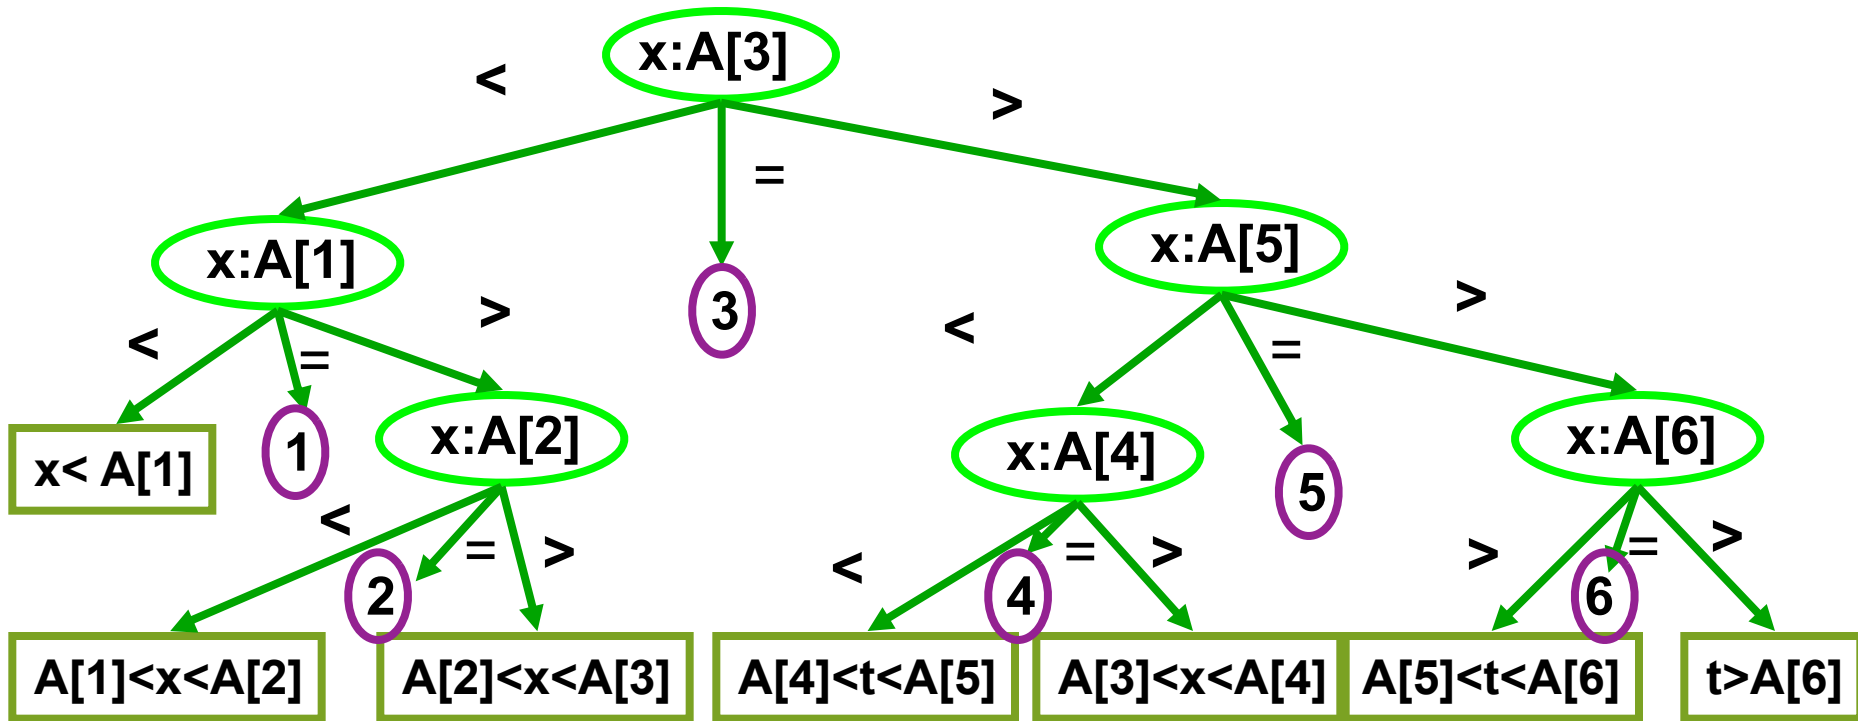 x:A[3]
<
>
=
x:A[1]
x:A[5]
3
<
=
>
<
=
>
x< A[1]
1
x:A[2]
x:A[4]
5
x:A[6]
<
=
>
<
=
>
>
=
>
2
4
6
A[1]<x<A[2]
A[2]<x<A[3]
A[4]<t<A[5]
A[3]<x<A[4]
A[5]<t<A[6]
t>A[6]